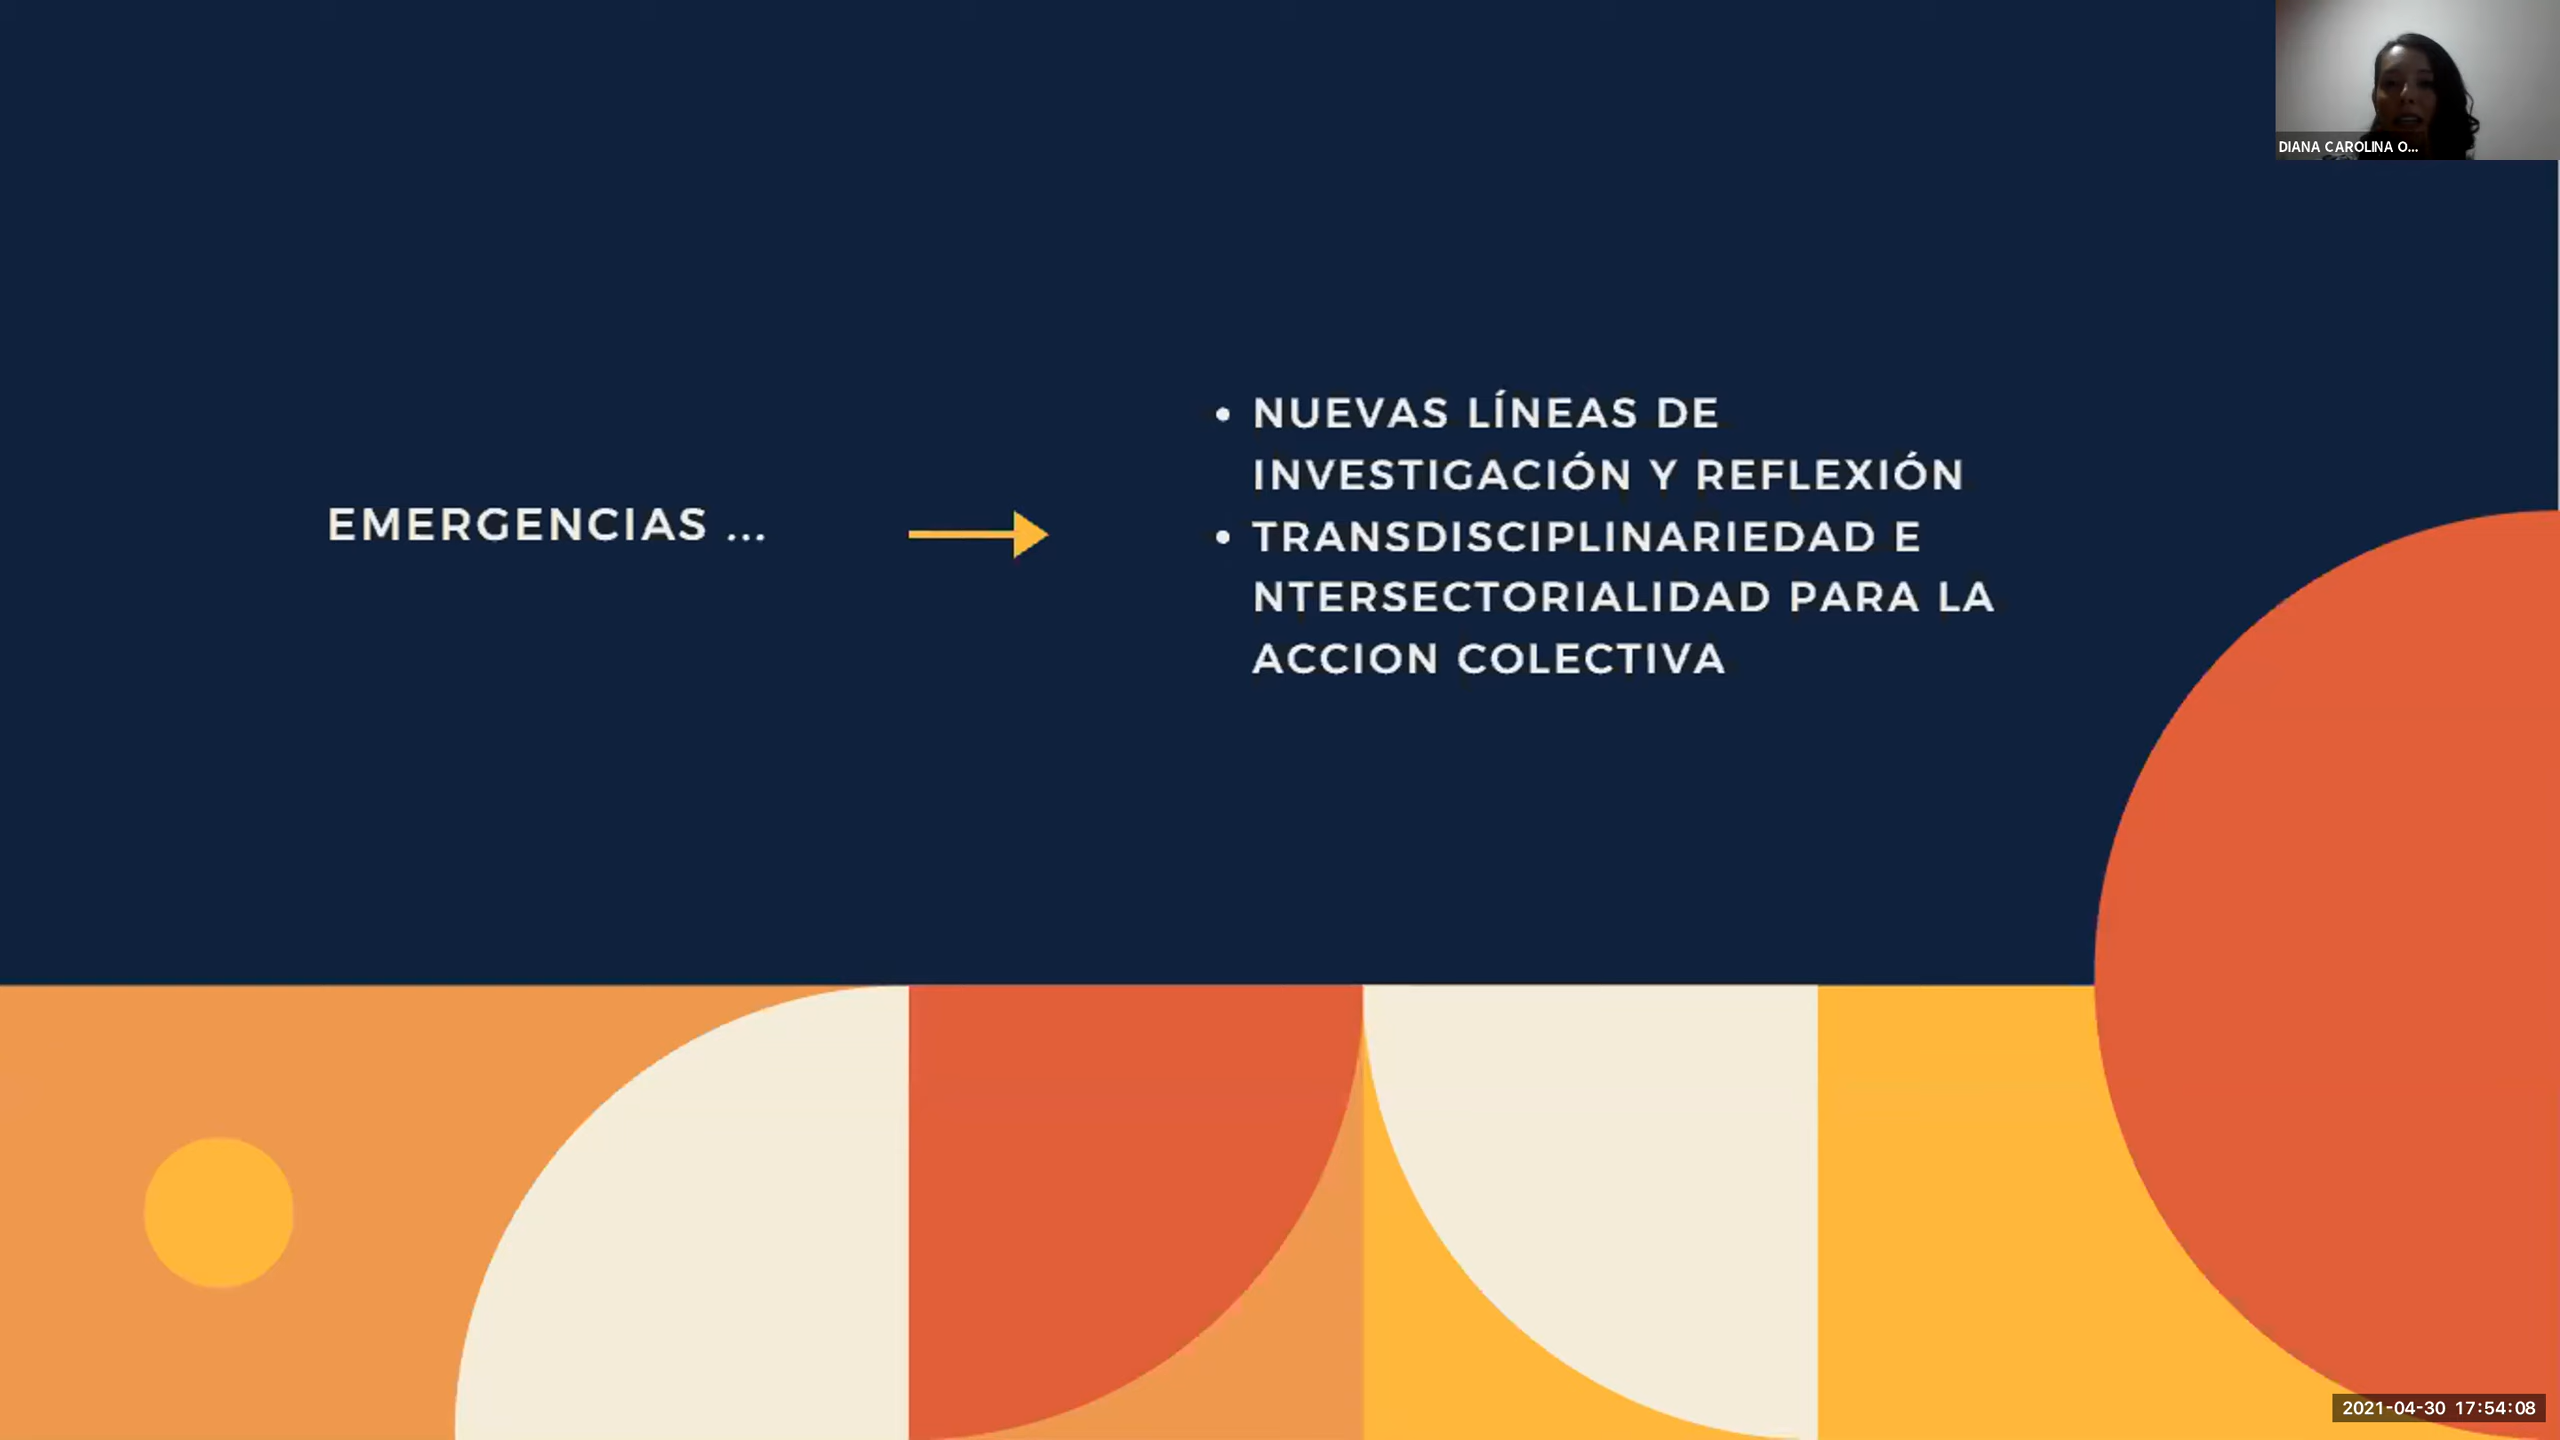 DIANA CAROLINA O...
EMERGENCIAS ...
• NUEVAS LÍNEAS DE
INVESTIGACIÓN Y REFLEXIÓN
• TRANSDISCIPLINARIEDAD E
NTERSECTORIALIDAD PARA LA
ACCION COLECTIVA
2021-04-30 17:54:08